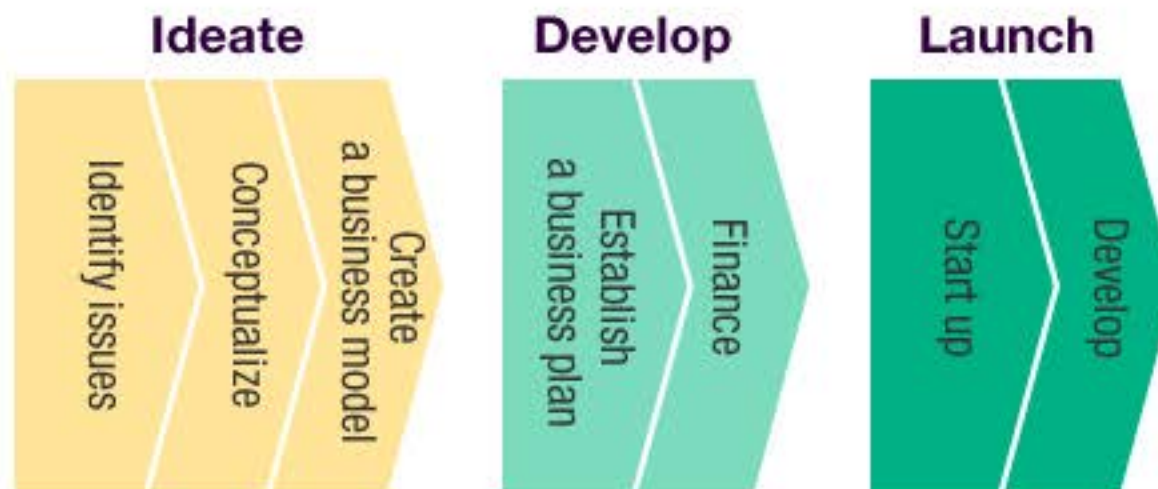 Ideate
Identify issues
Conceptualize
Create
a business model
Develop
Establish
a business plan
Finance
Launch
Start up
Develop